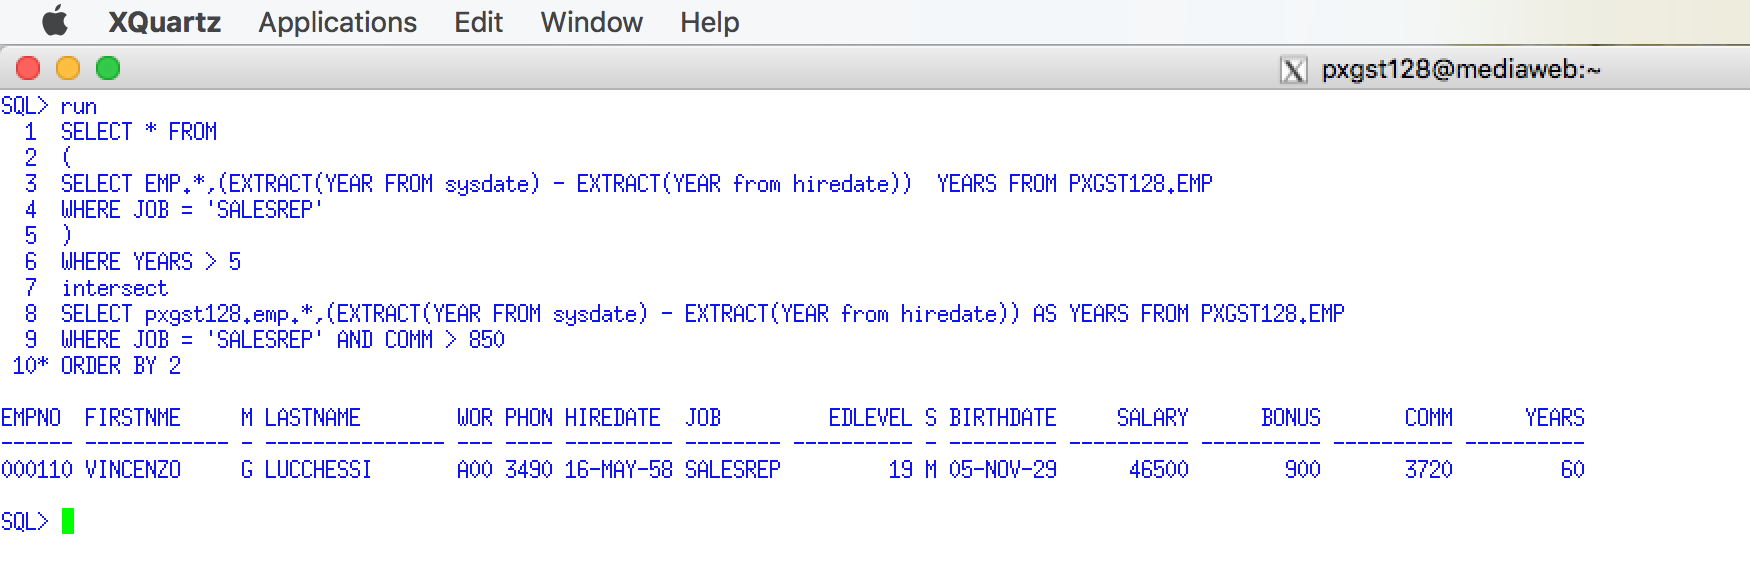 XQuartz Applications Edit Window Help
X pxgst128@mediaweb:~
SQL> run
  1  SELECT * FROM
  2  (
  3  SELECT EMP.*,(EXTRACT(YEAR FROM sysdate) - EXTRACT(YEAR from hiredate))  YEARS FROM PXGST128.EMP
  4  WHERE JOB = 'SALESREP'
  5  )
  6  WHERE YEARS > 5
  7  intersect
  8  SELECT pxgst128.emp.*,(EXTRACT(YEAR FROM sysdate) - EXTRACT(YEAR from hiredate)) AS YEARS FROM PXGST128.EMP
  9  WHERE JOB = 'SALESREP' AND COMM > 850
 10* ORDER BY 2
EMPNO  FIRSTNME     M LASTNAME        WOR PHON HIREDATE  JOB         EDLEVEL S BIRTHDATE     SALARY      BONUS       COMM      YEARS
------ ------------ - --------------- --- ---- --------- -------- ---------- - --------- ---------- ---------- ---------- ----------
000110 VINCENZO     G LUCCHESSI       A00 3490 16-MAY-58 SALESREP         19 M 05-NOV-29      46500        900       3720         60
SQL>